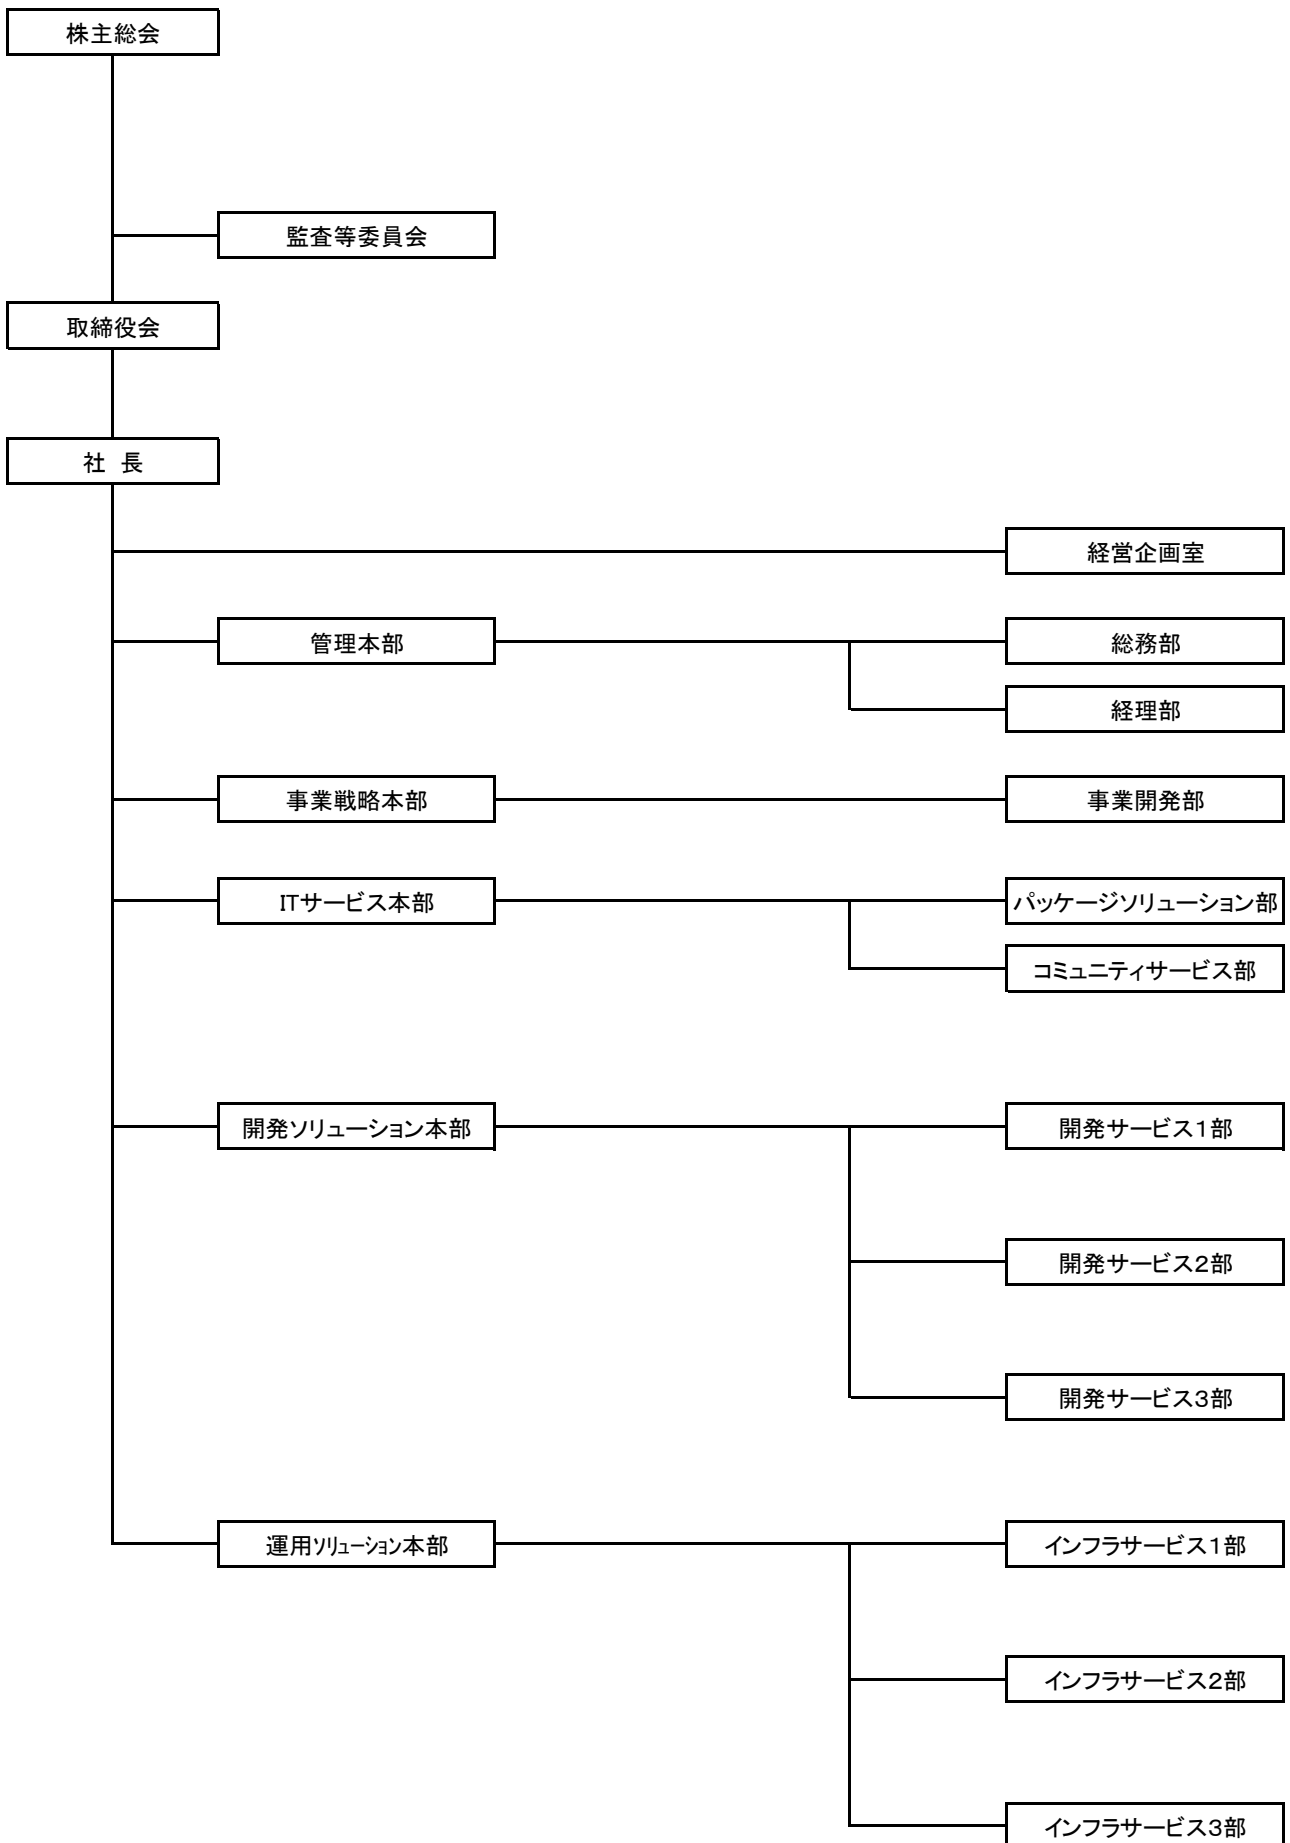 株主総会
監査等委員会
取締役会
社 長
経営企画室
管理本部
総務部
経理部
事業戦略本部
事業開発部
ITサービス本部
パッケージソリューション部
コミュニティサービス部
開発ソリューション本部
開発サービス1部
開発サービス2部
開発サービス3部
運用ソリューション本部
インフラサービス1部
インフラサービス2部
インフラサービス3部